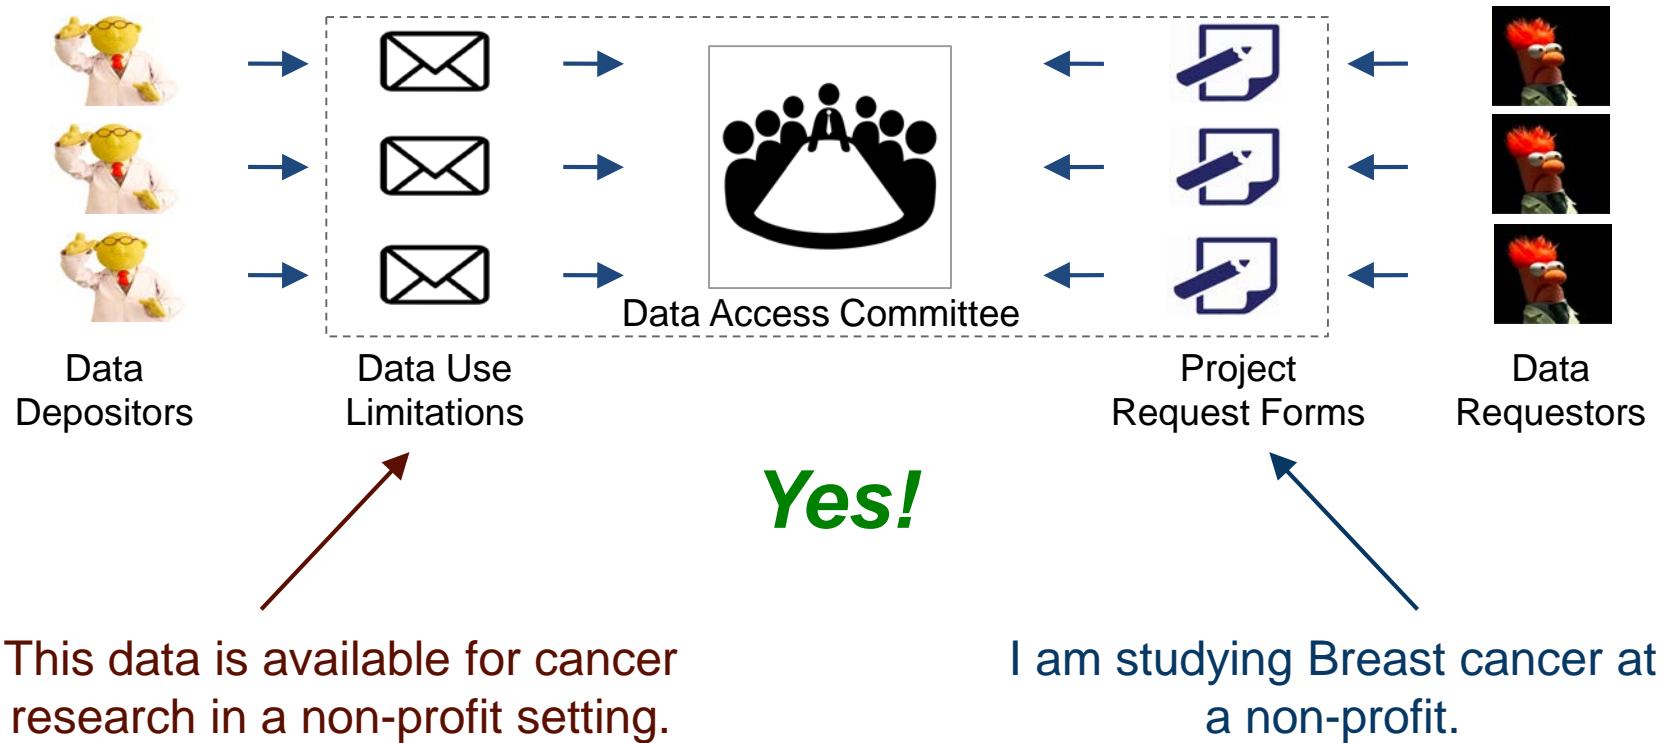 Data Access Committee
Data
Depositors
Data Use
Limitations
Project
Request Forms
Data
Requestors
Yes!
This data is available for cancer
research in a non-profit setting.
I am studying Breast cancer at
a non-profit.